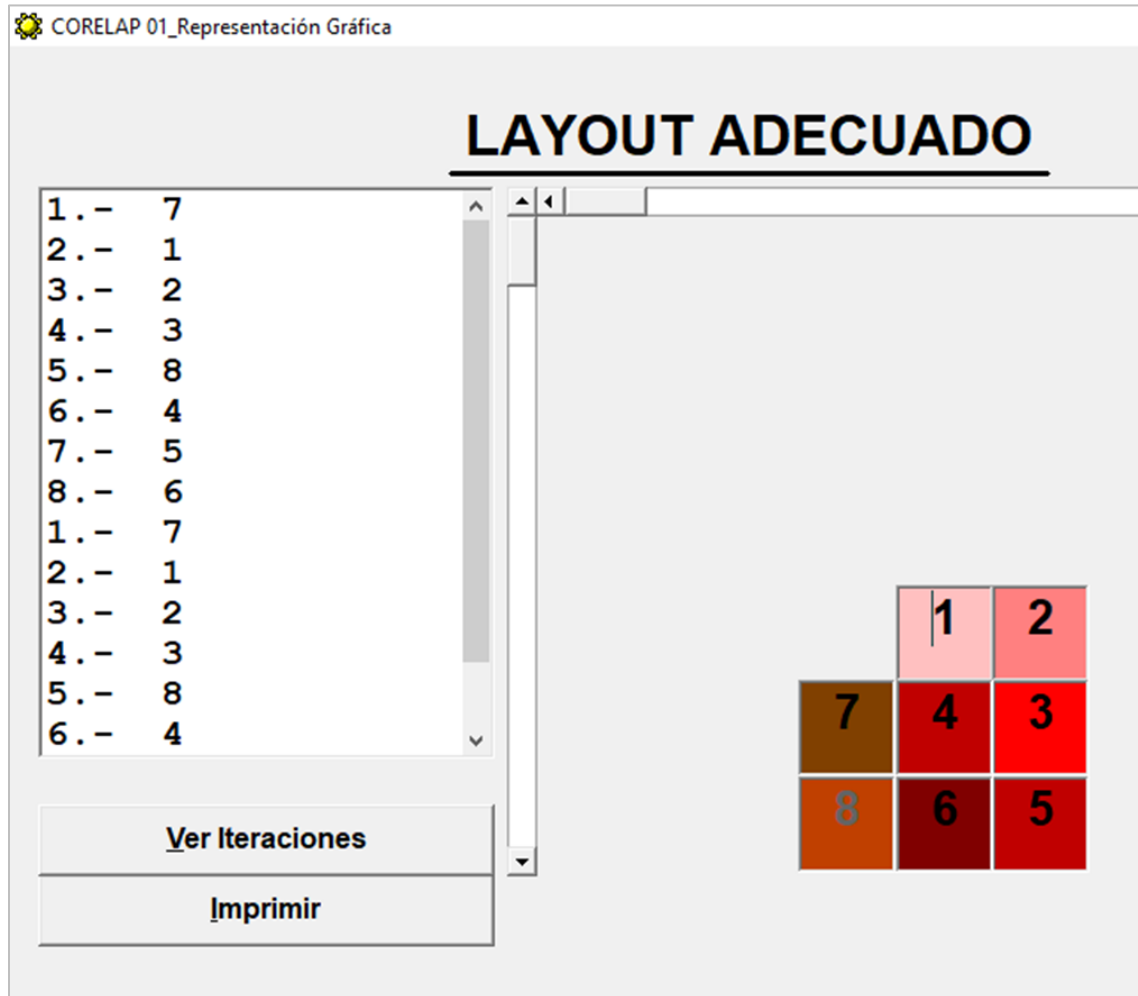 CORELAP 01_Representación Gráfica
LAYOUT ADECUADO
1.- 7
2.- 1
3.- 2
4.- 3
5.- 8
6.- 4
7.- 5
8.- 6
1.- 7
2.- 1
3.- 2
4.- 3
5.- 8
6.- 4
1 2
7 4 3
8 6 5
Ver Iteraciones
Imprimir